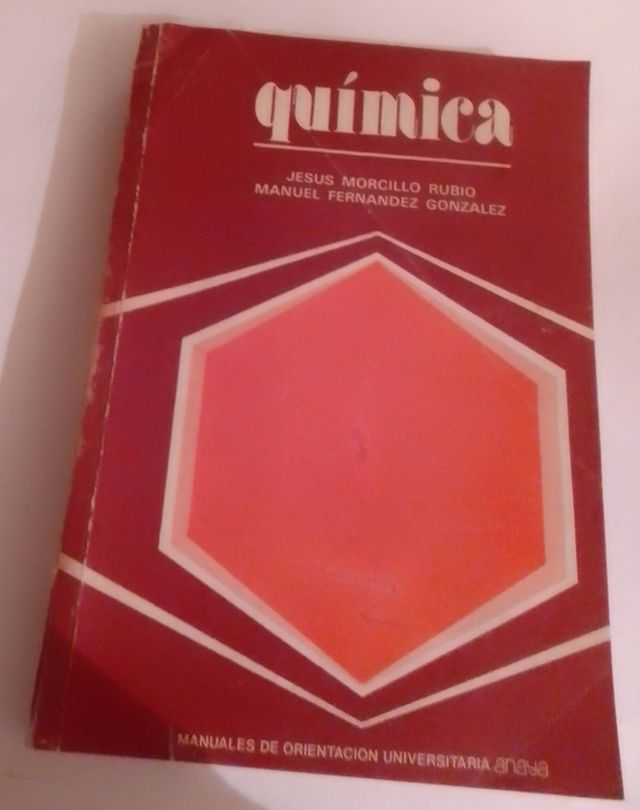 química
JESUS MORCILLO RUBIO
MANUEL FERNANDEZ GONZALEZ
MANUALES DE ORIENTACION UNIVERSITARIA anaya